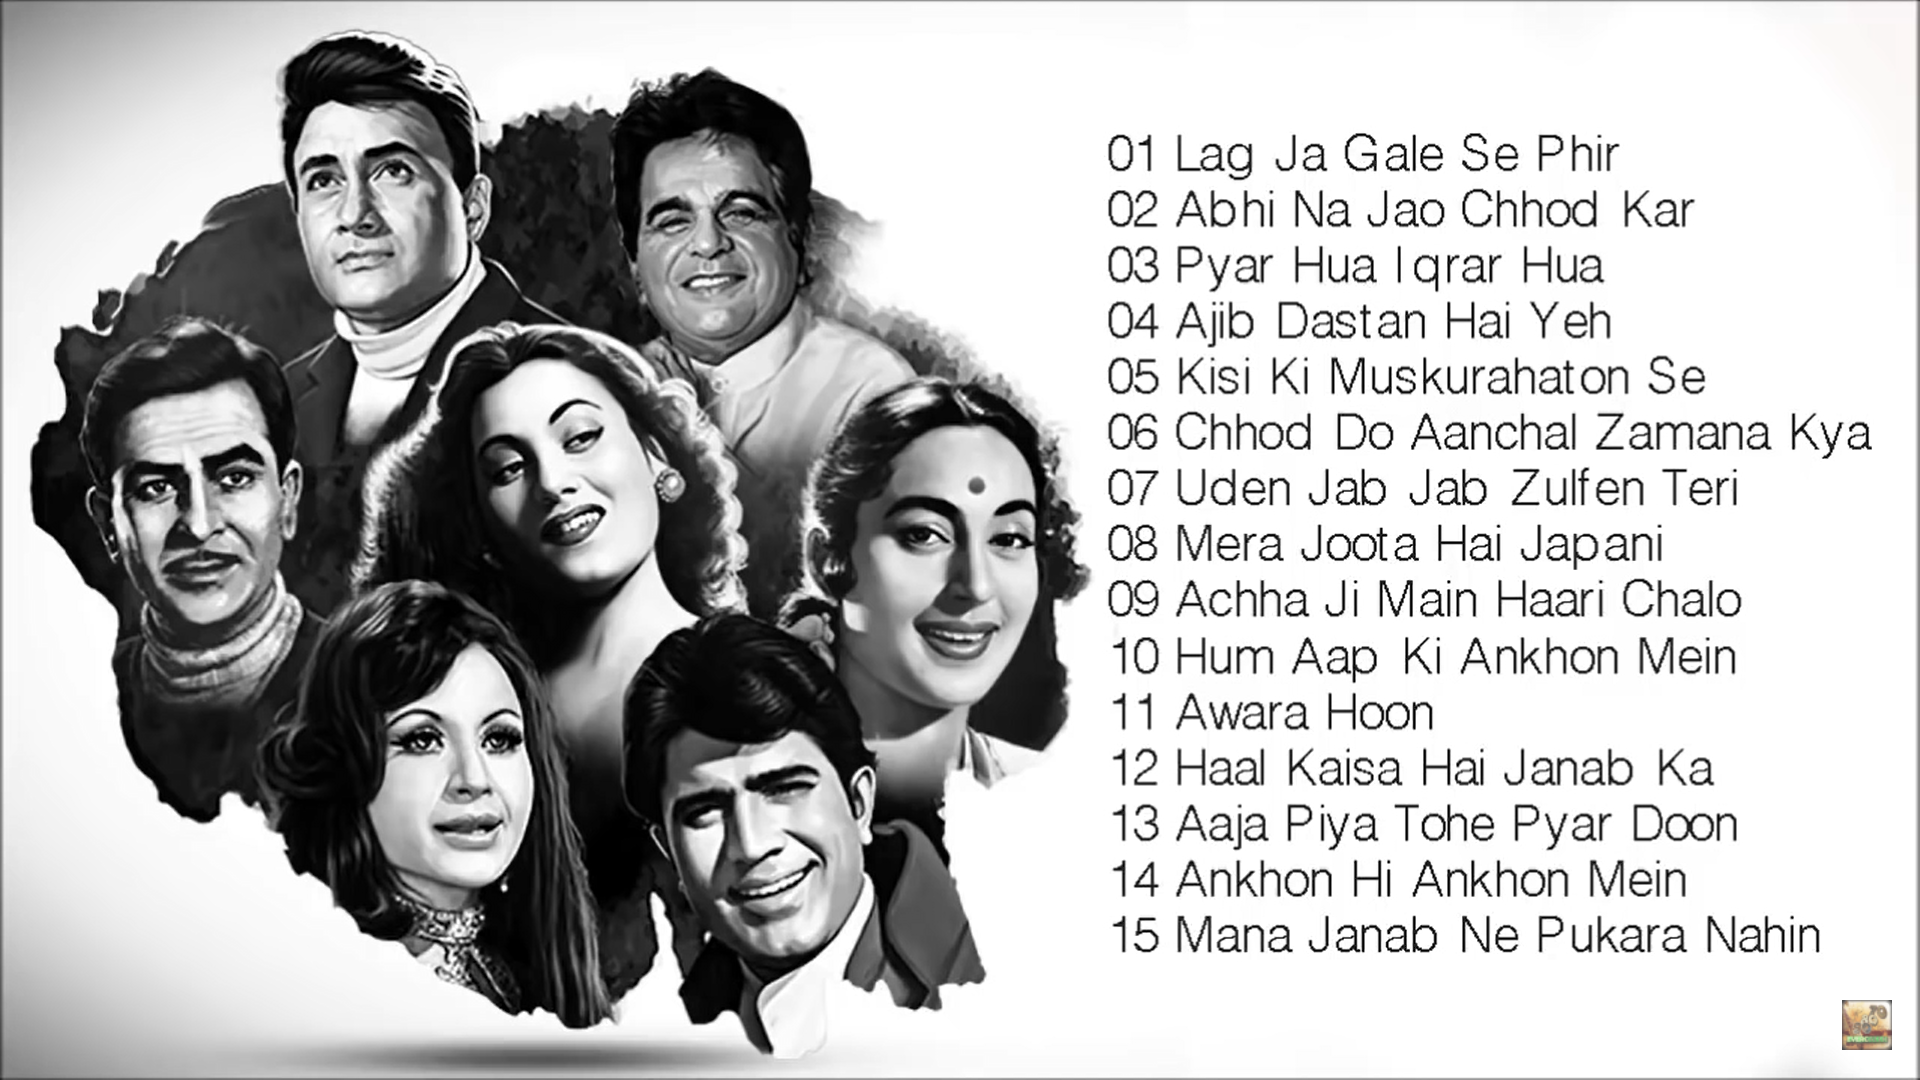 01 Lag Ja Gale Se Phir
02 Abhi Na Jao Chhod Kar
03 Pyar Hua Iqrar Hua
04 Ajib Dastan Hai Yeh
05 Kisi Ki Muskurahaton Se
06 Chhod Do Aanchal Zamana Kya
07 Uden Jab Jab Zulfen Teri
08 Mera Joota Hai Japani
09 Achha Ji Main Haari Chalo
10 Hum Aap Ki Ankhon Mein
11 Awara Hoon
12 Haal Kaisa Hai Janab Ka
13 Aaja Piya Tohe Pyar Doon
14 Ankhon Hi Ankhon Mein
15 Mana Janab Ne Pukara Nahin